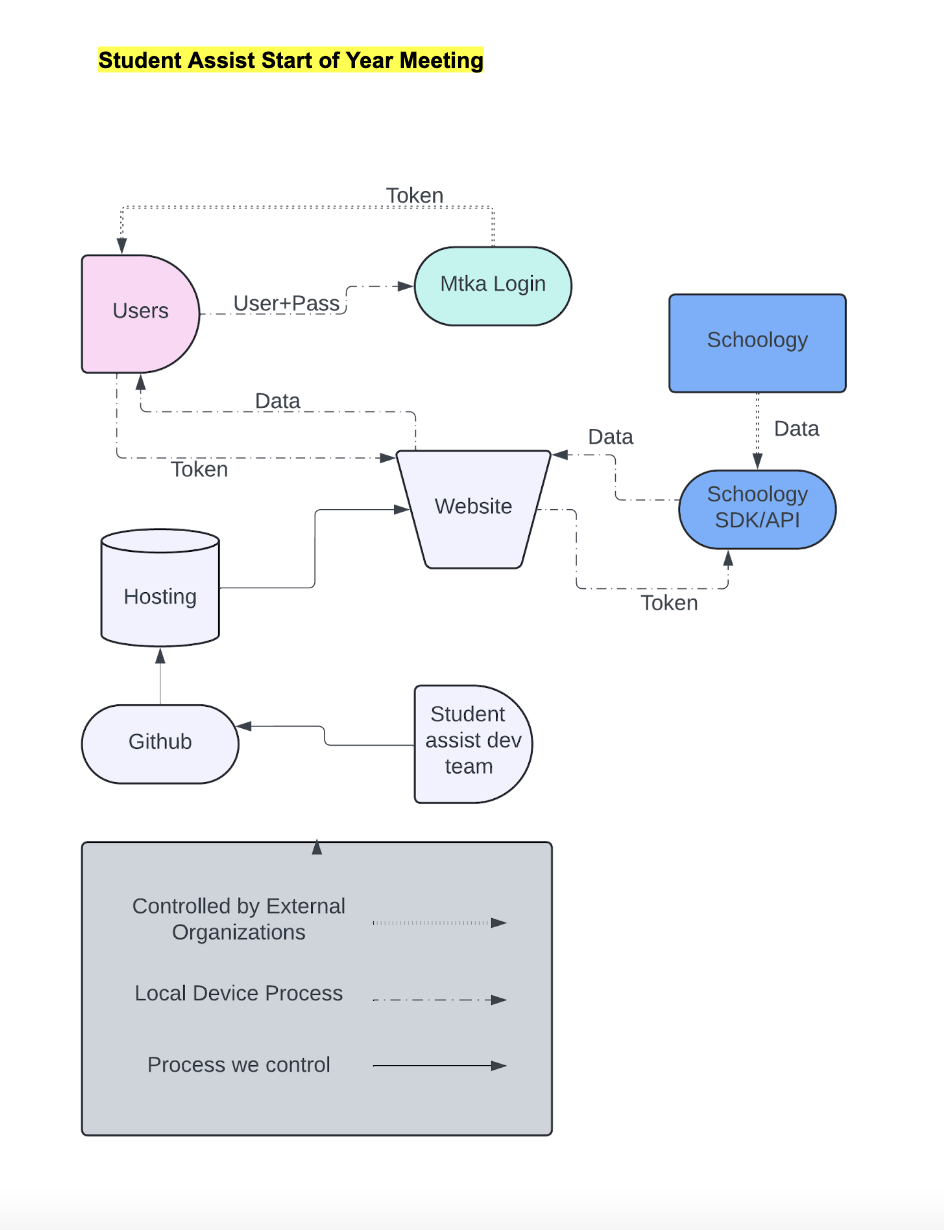 Student Assist Start of Year Meeting
Token
Users
User+Pass
Mtka Login
Schoology
Data
Data
Data
Token
Website
Schoology
SDK/API
Hosting
Token
Github
Student
assist dev
team
Controlled by External
Organizations
Local Device Process
Process we control